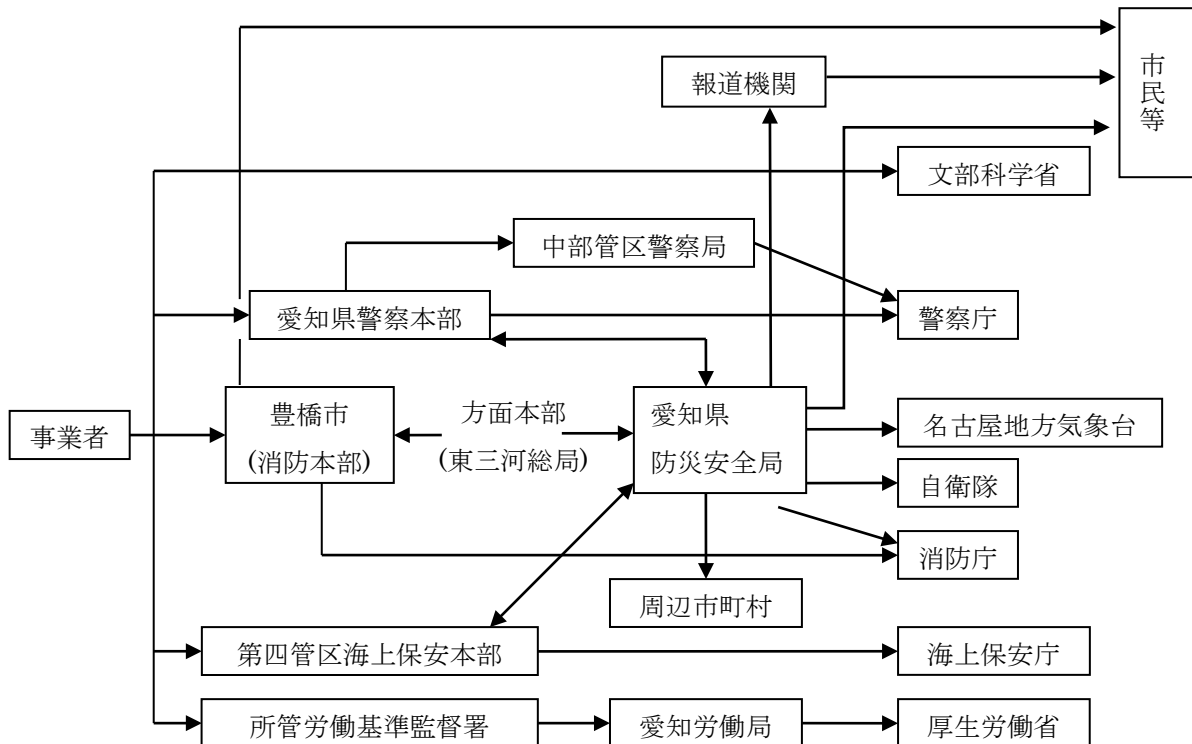 市民等
報道機関
文部科学省
中部管区警察局
愛知県警察本部
警察庁
豊橋市
(消防本部)
方面本部
(東三河総局)
愛知県
防災安全局
事業者
名古屋地方気象台
自衛隊
消防庁
周辺市町村
第四管区海上保安本部
海上保安庁
所管労働基準監督署
愛知労働局
厚生労働省